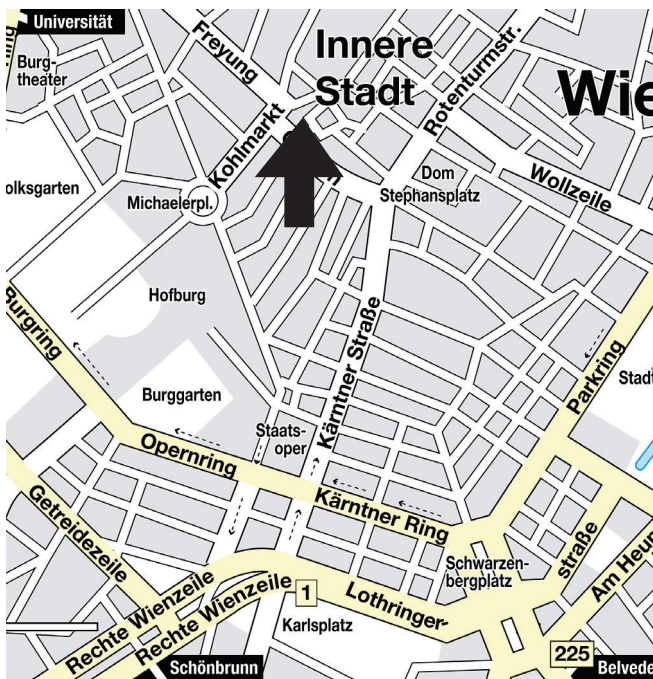 Universität
Ring
Burg-
theater
Freyung
Innere
Stadt
Rotenturmstr.
Wie
Kohlmarkt
olksgarten
Michaelerpl.
Dom
Stephansplatz
Wollzeile
Hofburg
Burgring
Kärntner Straße
Parkring
Stadt
Burggarten
Staats-
oper
Opernring
Kärntner Ring
Getreidezeile
Schwarzen-
bergplatz
straße
Am Heum
Rechte Wienzeile
Rechte Wienzeile
1
Lothringer-
Karlsplatz
225
Schönbrunn
Belvede